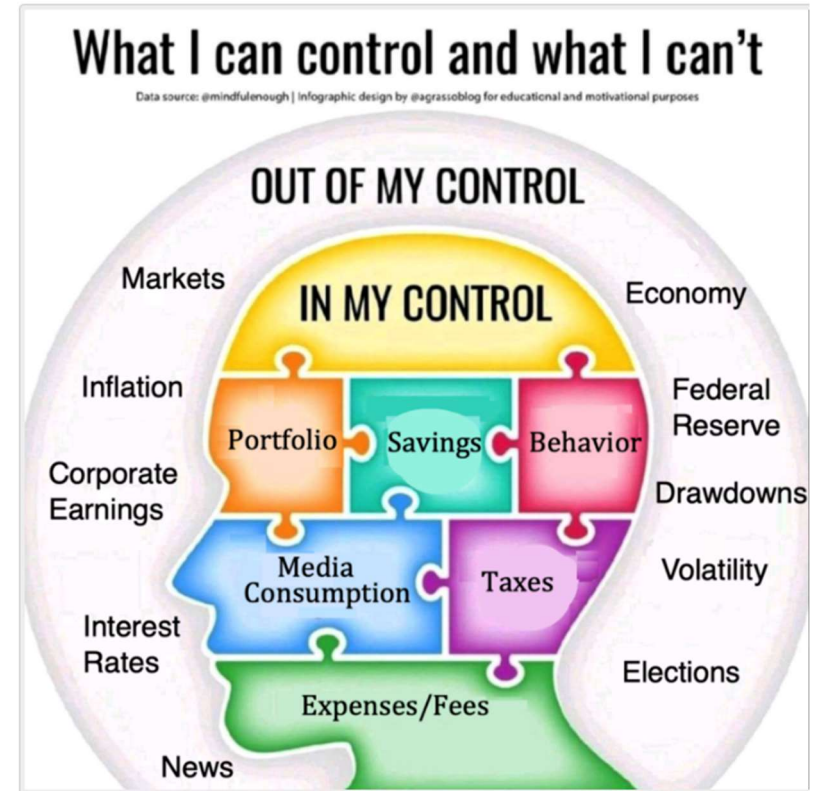 What I can control and what I can't
Data source: @mindfulenough | Infographic design by @agrassoblog for educational and motivational purposes
OUT OF MY CONTROL
IN MY CONTROL
Markets
Economy
Inflation
Federal
Reserve
Portfolio
Savings
Behavior
Corporate
Earnings
Drawdowns
Media
Consumption
Taxes
Volatility
Interest
Rates
Elections
Expenses/Fees
News